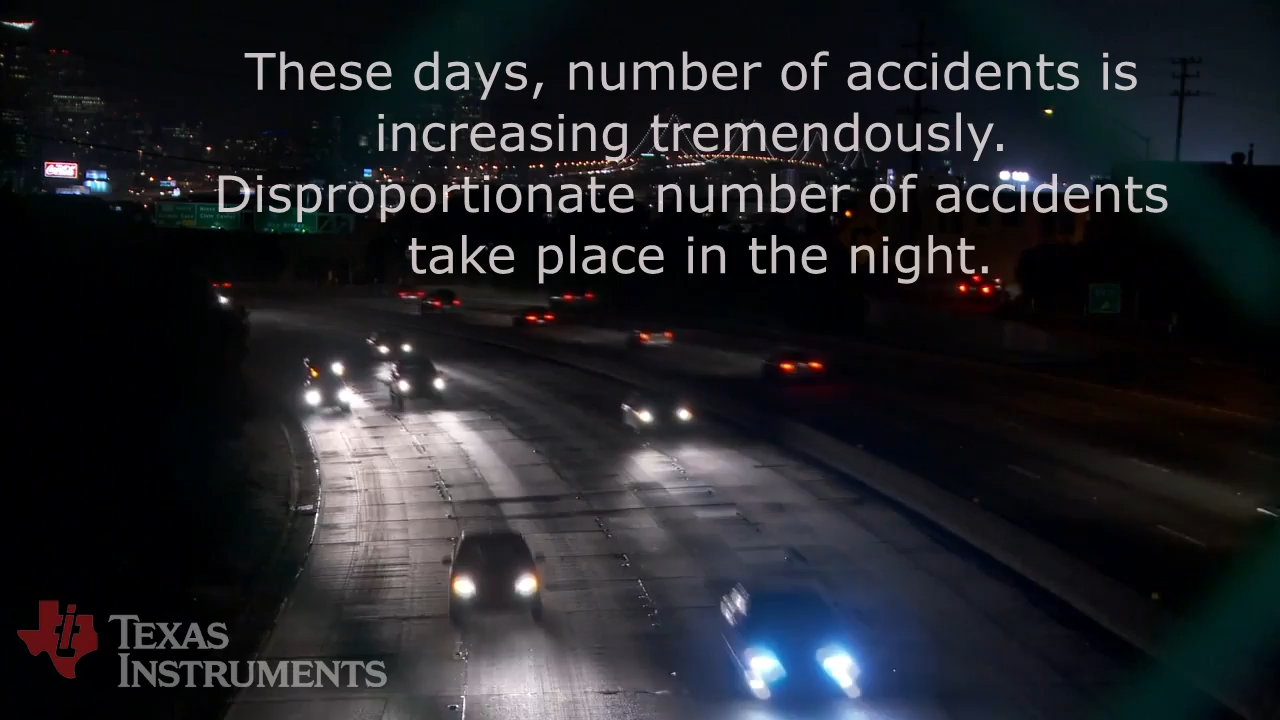 These days, number of accidents is
increasing tremendously.
Disproportionate number of accidents
take place in the night.
TEXAS
INSTRUMENTS